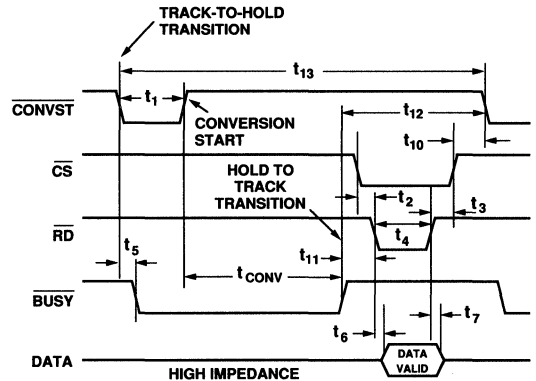 TRACK-TO-HOLD
TRANSITION
t13
t1
t12
CONVST
CONVERSION
START
t10
CS
HOLD TO
TRACK
TRANSITION
t2
t3
RD
t4
t5
t11
tCONV
BUSY
t6
t7
DATA
DATA
VALID
HIGH IMPEDANCE